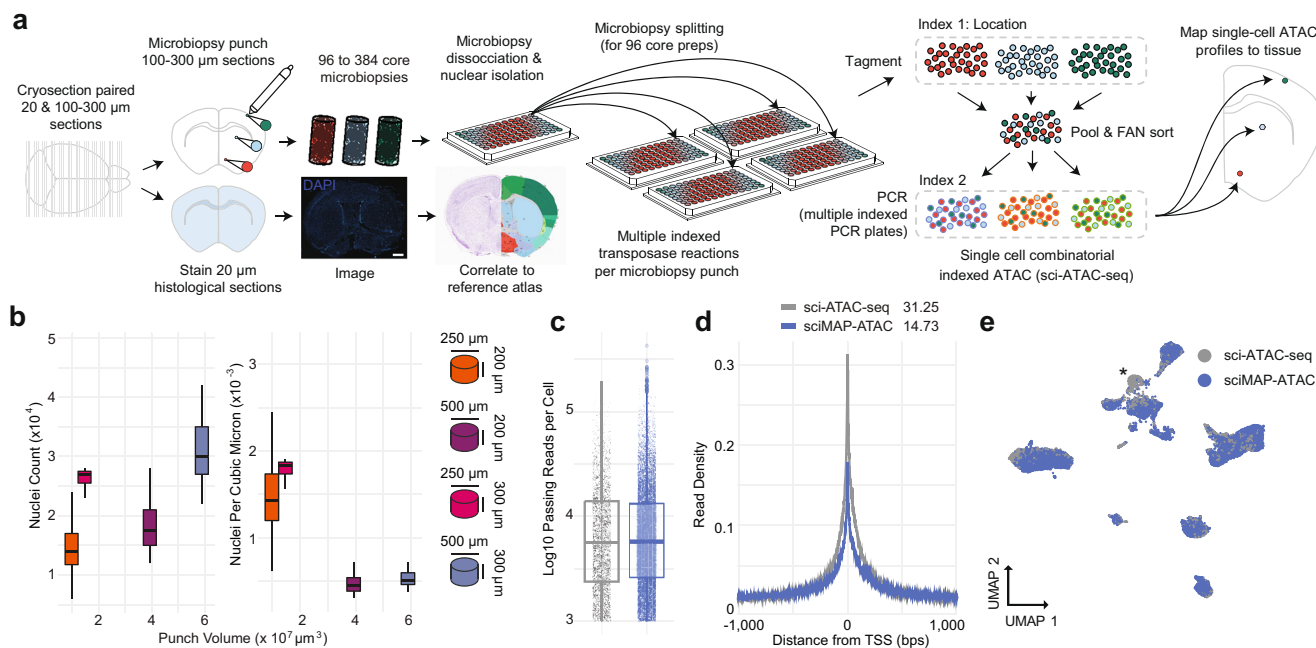 a
Cryosection paired
20 & 100-300 µm
sections
Microbiopsy punch
100-300 µm sections
Stain 20 µm
histological sections
96 to 384 core
microbiopsies
DAPI
Image
Microbiopsy
dissocciation &
nuclear isolation
Correlate to
reference atlas
Microbiopsy splitting
(for 96 core preps)
Multiple indexed
transposase reactions
per microbiopsy punch
Tagment
Index 1: Location
Pool & FAN sort
Index 2
PCR
(multiple indexed
PCR plates)
Single cell combinatorial
indexed ATAC (sci-ATAC-seq)
Map single-cell ATAC
profiles to tissue
b
Nuclei Count (x10⁴)
5
4
3
2
1
2 4 6
Nuclei Per Cubic Micron (x10⁻³)
3
2
1
2 4 6
Punch Volume (x 10⁷µm³)
250 µm
200 µm
500 µm
200 µm
250 µm
300 µm
500 µm
300 µm
c
Log10 Passing Reads per Cell
5
4
3
d
sci-ATAC-seq 31.25
sciMAP-ATAC 14.73
Read Density
0.3
0.2
0.1
0
-1,000 0 1,000
Distance from TSS (bps)
e
*
sci-ATAC-seq
sciMAP-ATAC
UMAP 2
UMAP 1